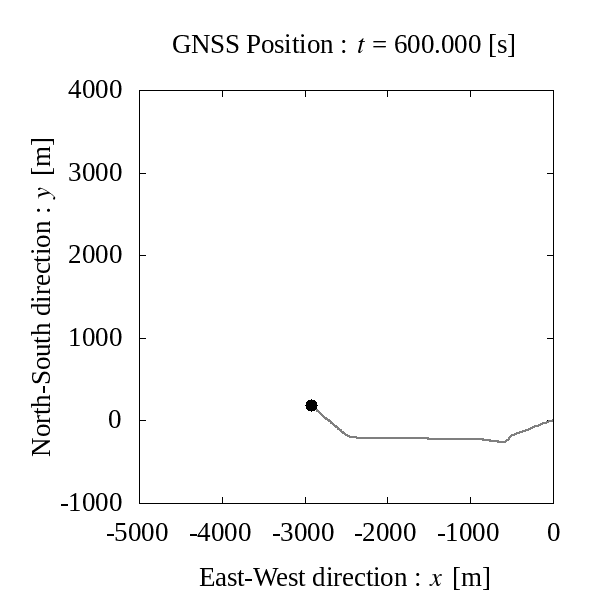 GNSS Position : t = 600.000 [s]
4000
3000
2000
1000
0
-1000
North-South direction : y [m]
-5000 -4000 -3000 -2000 -1000 0
East-West direction : x [m]